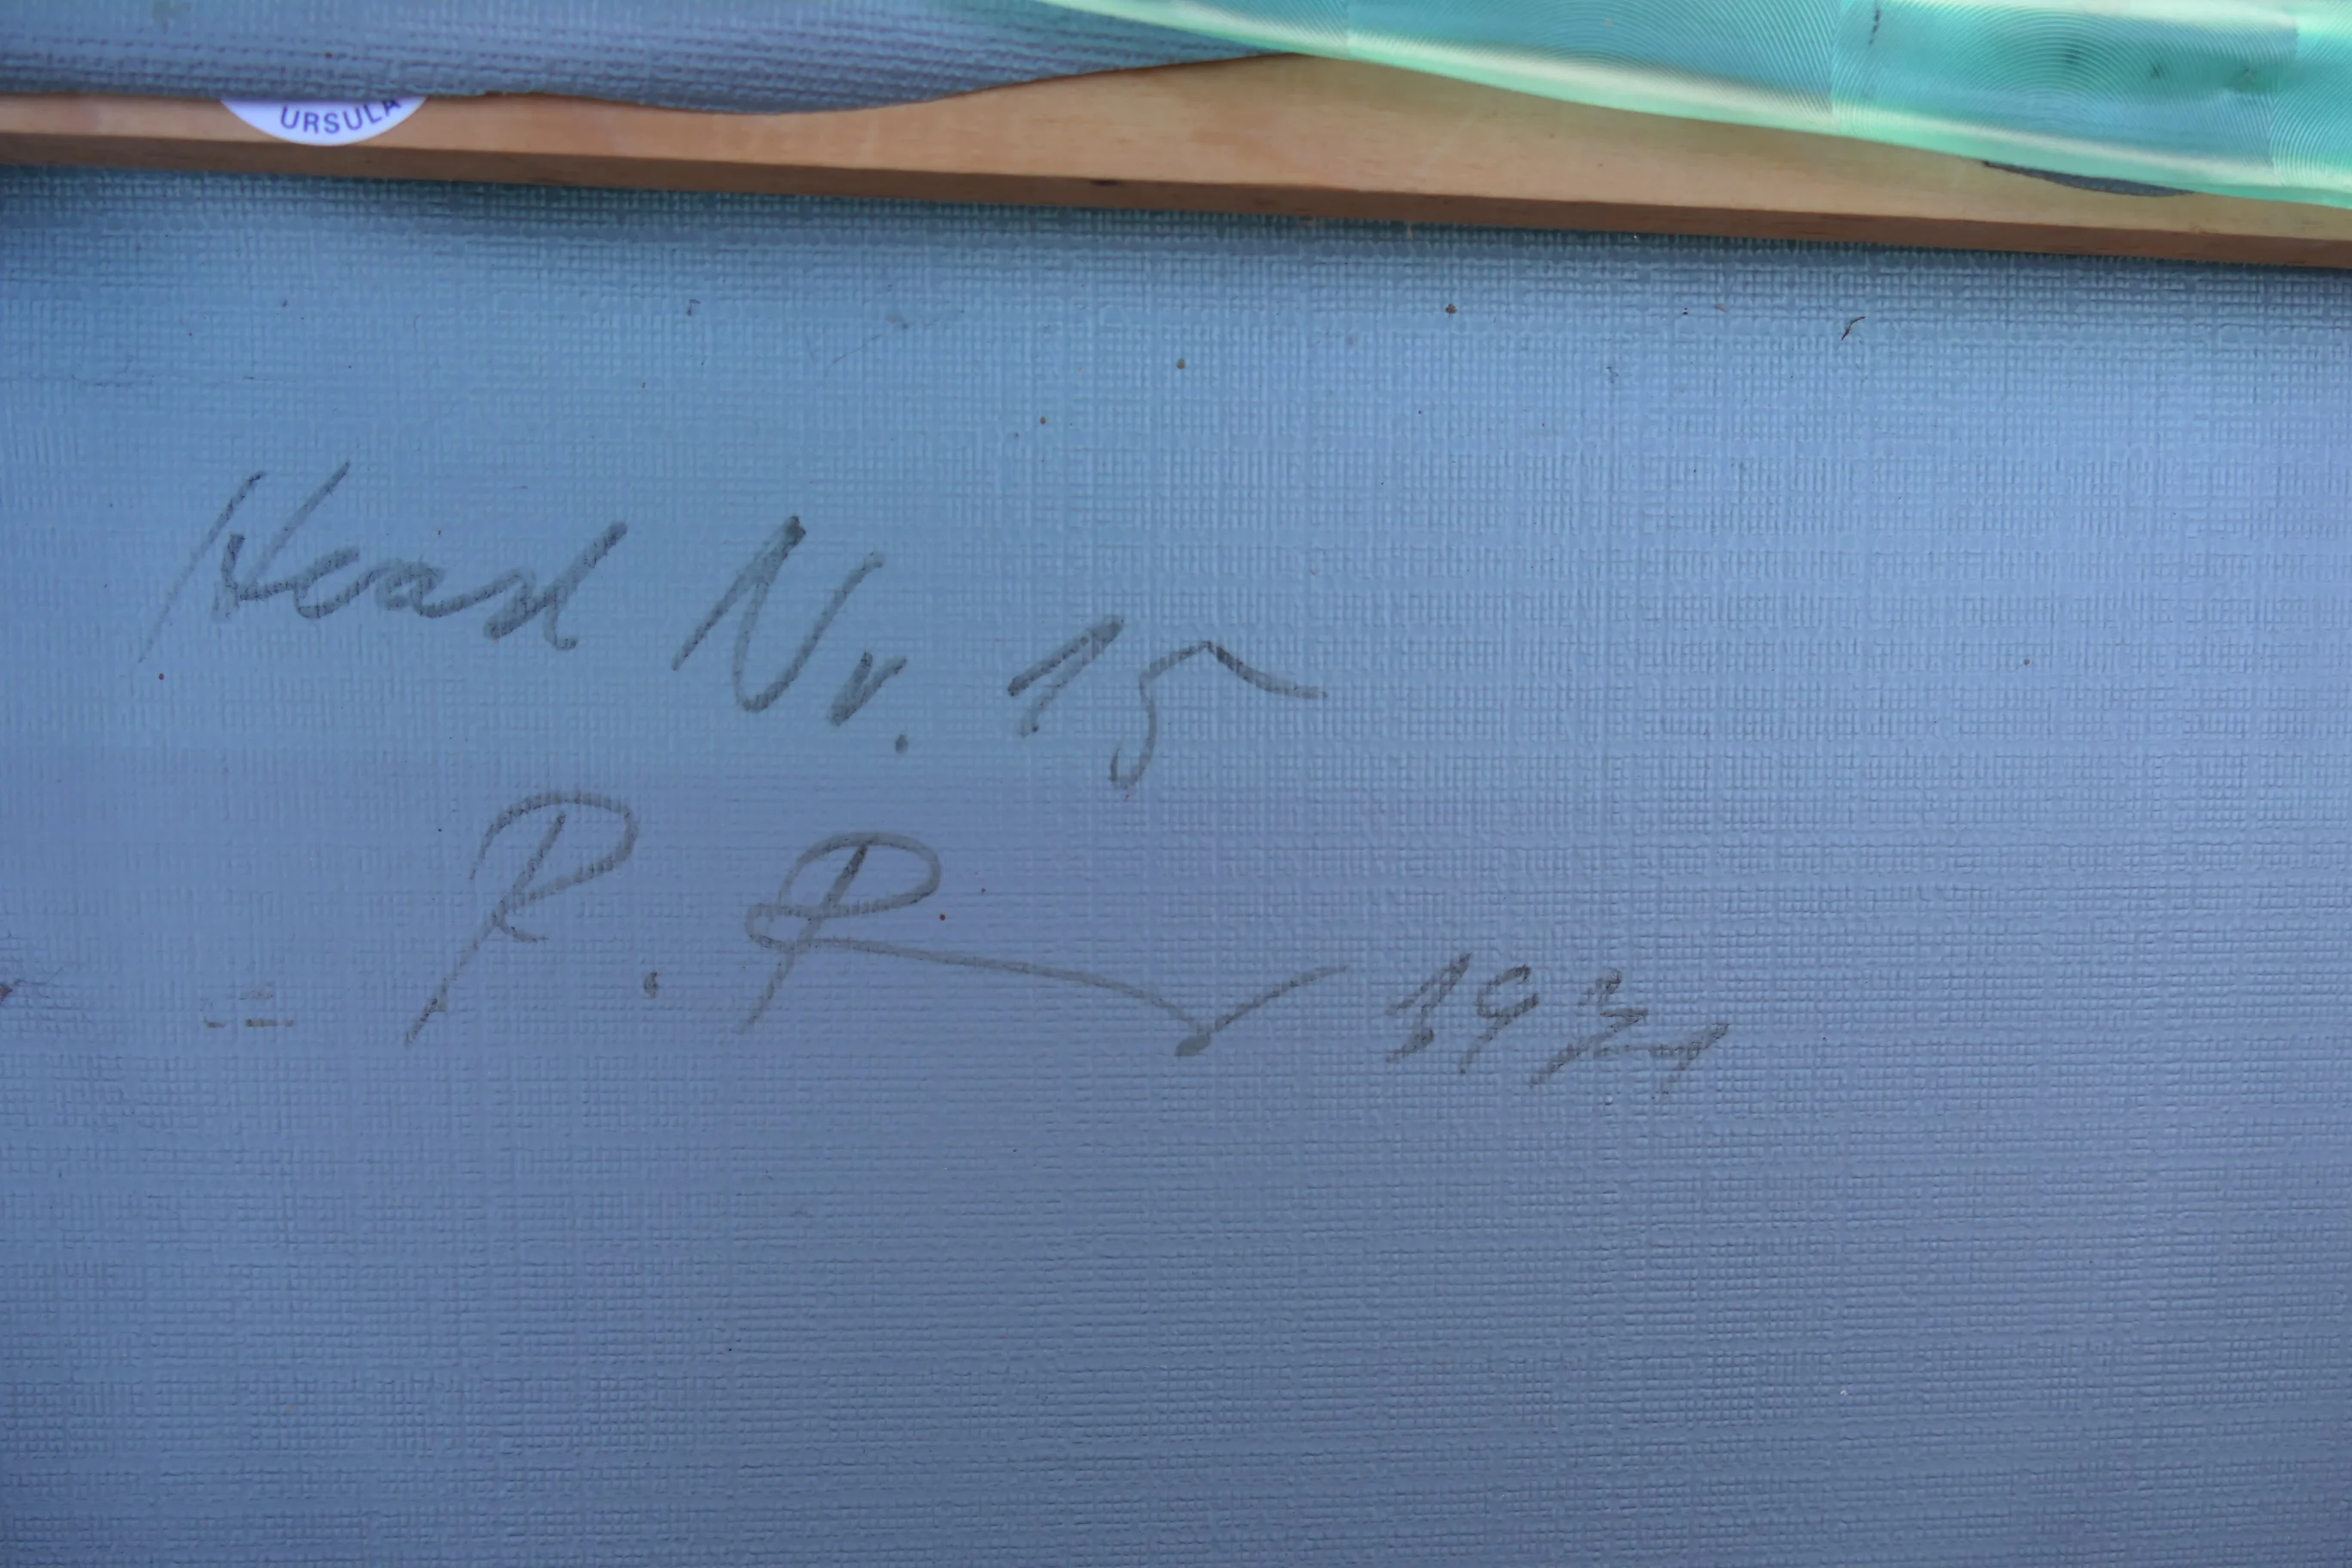 URSULA
Head Nr. 15
R. R